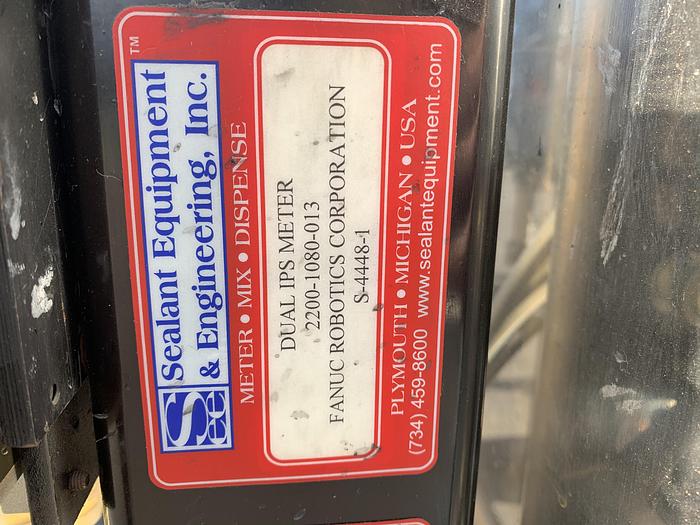 Sealant Equipment
& Engineering, Inc.
TM
See
METER • MIX • DISPENSE
DUAL IPS METER
2200-1080-013
FANUC ROBOTICS CORPORATION
S-4448-1
PLYMOUTH • MICHIGAN • USA
(734) 459-8600 www.sealantequipment.com